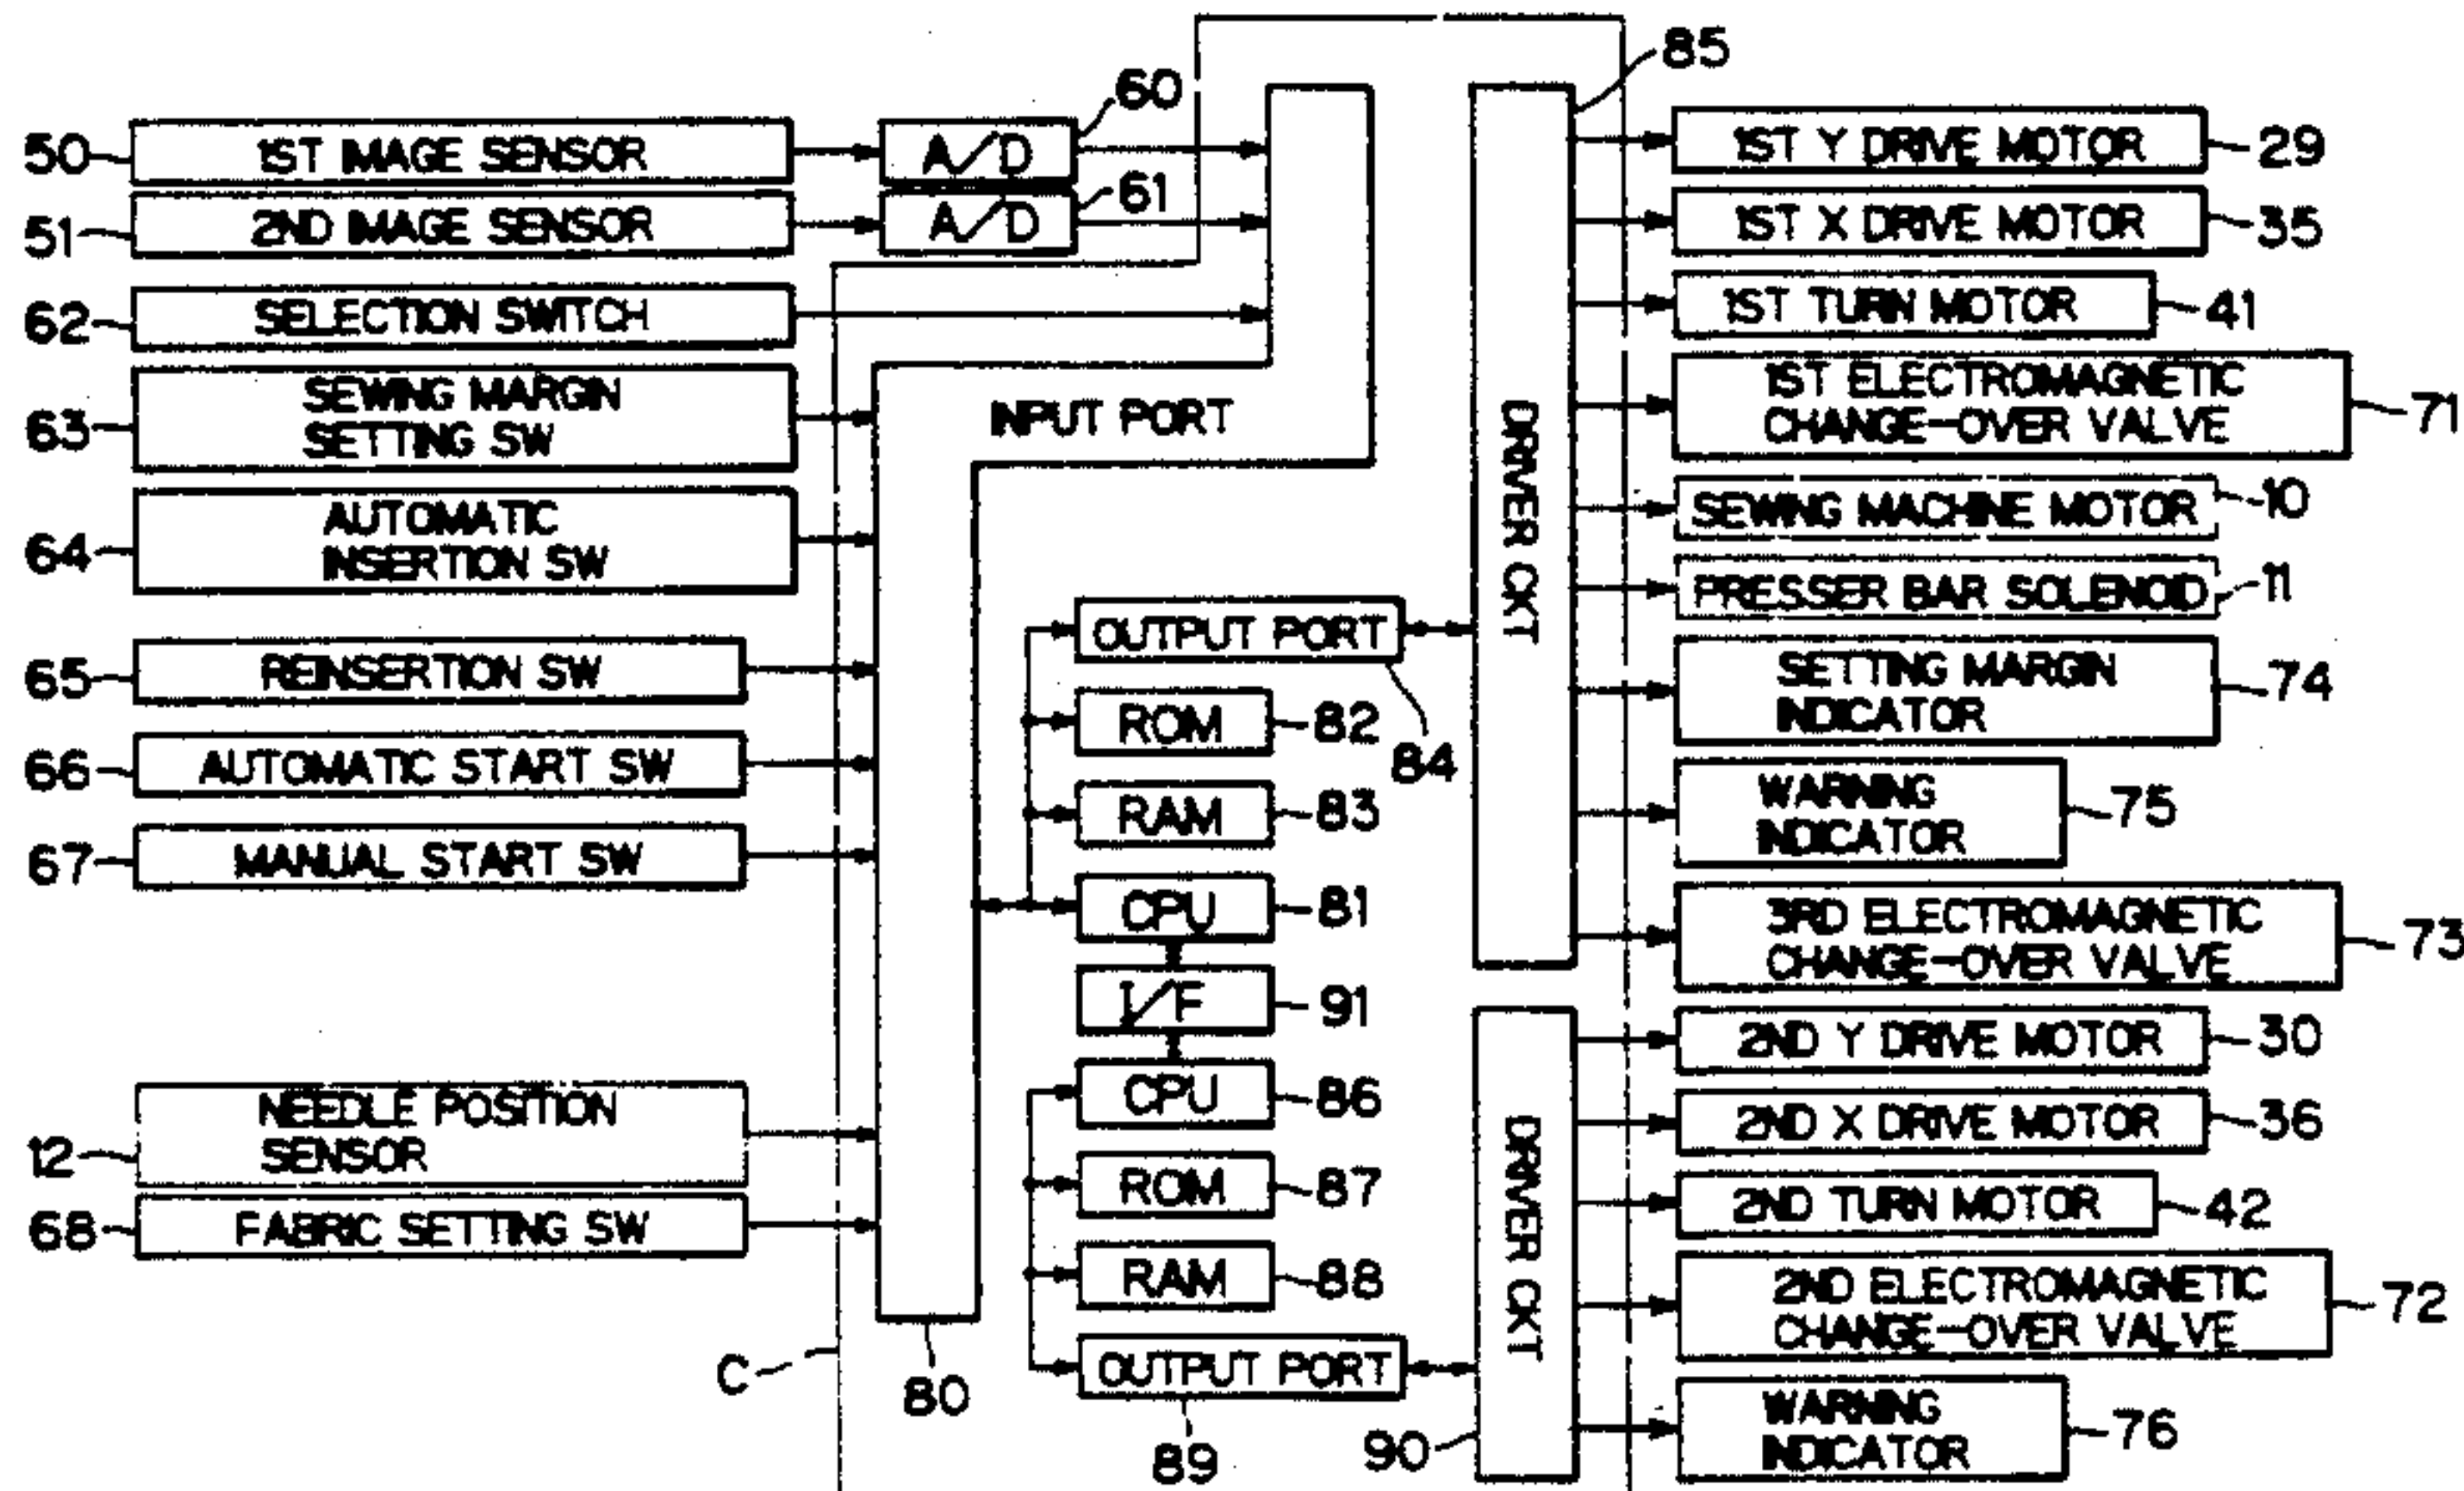 50 1ST IMAGE SENSOR A/D 60
51 2ND IMAGE SENSOR A/D 61
62 SELECTION SWITCH
63 SEWING MARGIN
SETTING SW
64 AUTOMATIC
INSERTION SW
65 REINSERTION SW
66 AUTOMATIC START SW
67 MANUAL START SW
12 NEEDLE POSITION
SENSOR
68 FABRIC SETTING SW
C
INPUT PORT
80
OUTPUT PORT
84
ROM 82
RAM 83
CPU 81
I/F 91
CPU 86
ROM 87
RAM 88
OUTPUT PORT
89
85
DRIVER CKT
DRIVER CKT
90
1ST Y DRIVE MOTOR 29
1ST X DRIVE MOTOR 35
1ST TURN MOTOR 41
1ST ELECTROMAGNETIC
CHANGE-OVER VALVE 71
SEWING MACHINE MOTOR 10
PRESSER BAR SOLENOID 11
SETTING MARGIN
INDICATOR 74
WARNING
INDICATOR 75
3RD ELECTROMAGNETIC
CHANGE-OVER VALVE 73
2ND Y DRIVE MOTOR 30
2ND X DRIVE MOTOR 36
2ND TURN MOTOR 42
2ND ELECTROMAGNETIC
CHANGE-OVER VALVE 72
WARNING
INDICATOR 76